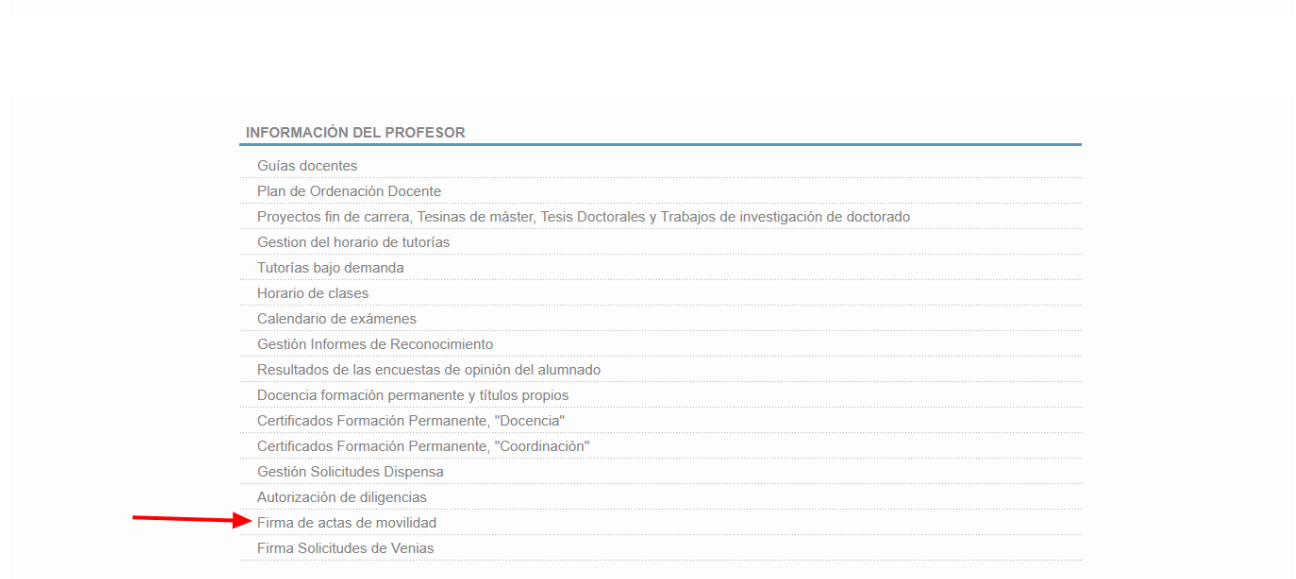 INFORMACIÓN DEL PROFESOR
Guías docentes
Plan de Ordenación Docente
Proyectos fin de carrera, Tesinas de máster, Tesis Doctorales y Trabajos de investigación de doctorado
Gestion del horario de tutorías
Tutorías bajo demanda
Horario de clases
Calendario de exámenes
Gestión Informes de Reconocimiento
Resultados de las encuestas de opinión del alumnado
Docencia formación permanente y títulos propios
Certificados Formación Permanente, "Docencia"
Certificados Formación Permanente, "Coordinación"
Gestión Solicitudes Dispensa
Autorización de diligencias
Firma de actas de movilidad
Firma Solicitudes de Venias